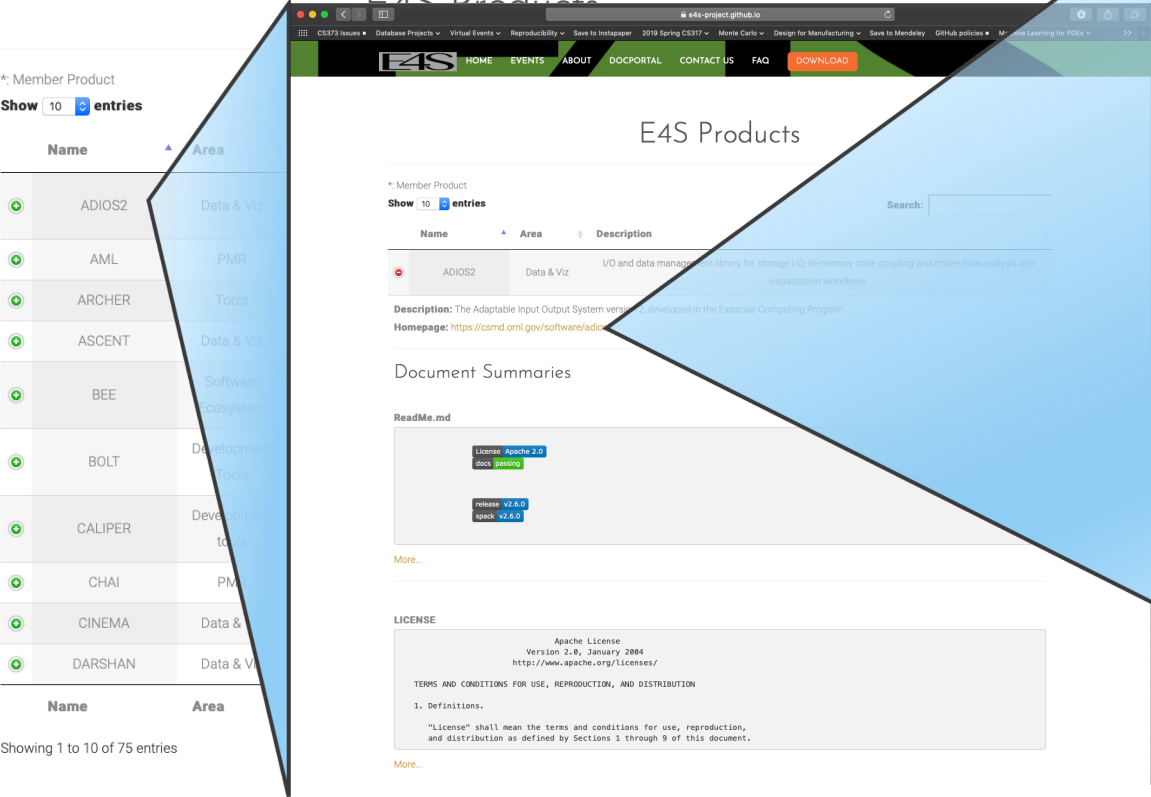 E4S Products
*: Member Product
Show 10 entries
Name Area
ADIOS2 Data & Viz
AML PMR
ARCHER Tools
ASCENT Data & Viz
BEE Software Ecosystem
BOLT Development Tools
CALIPER Development tools
CHAI PMR
CINEMA Data &
DARSHAN Data & Viz
Name Area
Showing 1 to 10 of 75 entries
e4s-project.github.io
CS373 Issues Database Projects Virtual Events Reproducibility Save to Instapaper 2019 Spring CS317 Monte Carlo Design for Manufacturing Save to Mendeley GitHub policies Machine Learning for PDEs >>
E4S HOME EVENTS ABOUT DOCPORTAL CONTACT US FAQ DOWNLOAD
E4S Products
*: Member Product
Show 10 entries
Search:
Name Area Description
ADIOS2 Data & Viz I/O and data management library for storage I/O, in-memory code coupling and online data analysis and
visualization workflows
Description: The Adaptable Input Output System version 2, developed in the Exascale Computing Program
Homepage: https://csmd.ornl.gov/software/adio
Document Summaries
ReadMe.md
License Apache 2.0
docs passing
release v2.6.0
spack v2.6.0
More...
LICENSE
Apache License
Version 2.0, January 2004
http://www.apache.org/licenses/
TERMS AND CONDITIONS FOR USE, REPRODUCTION, AND DISTRIBUTION
1. Definitions.
"License" shall mean the terms and conditions for use, reproduction,
and distribution as defined by Sections 1 through 9 of this document.
More...